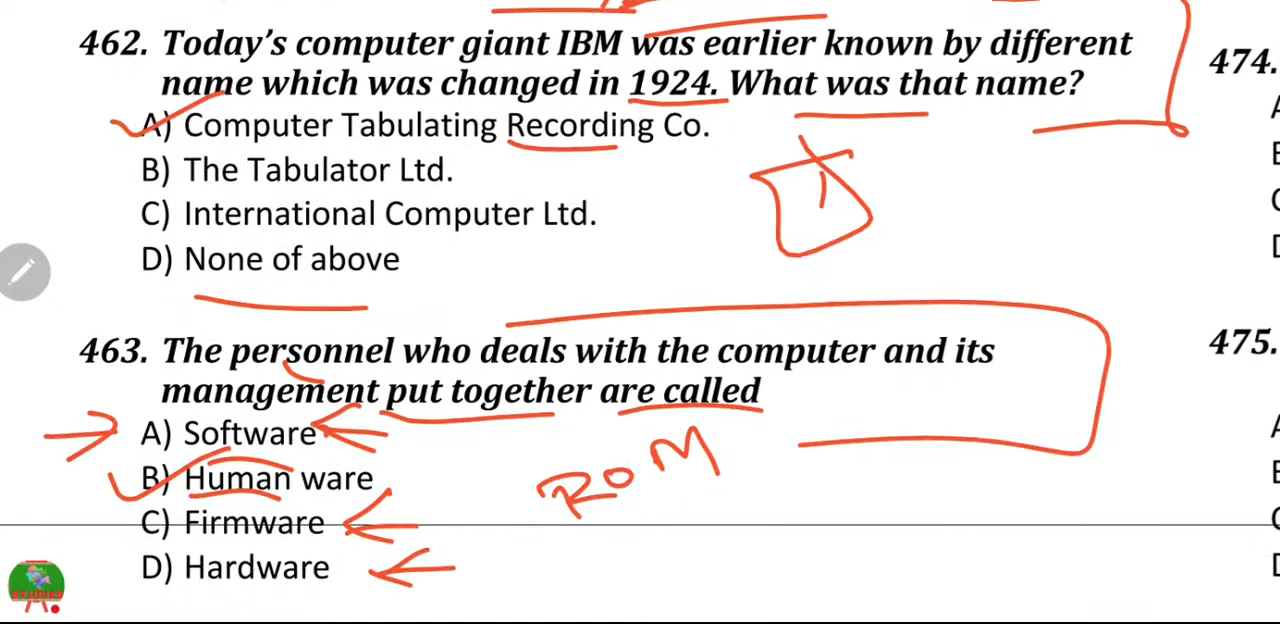 462. Today's computer giant IBM was earlier known by different
name which was changed in 1924. What was that name?
A) Computer Tabulating Recording Co.
B) The Tabulator Ltd.
C) International Computer Ltd.
D) None of above
463. The personnel who deals with the computer and its
management put together are called
A) Software
B) Human ware
C) Firmware
D) Hardware
ROM
474.
475.